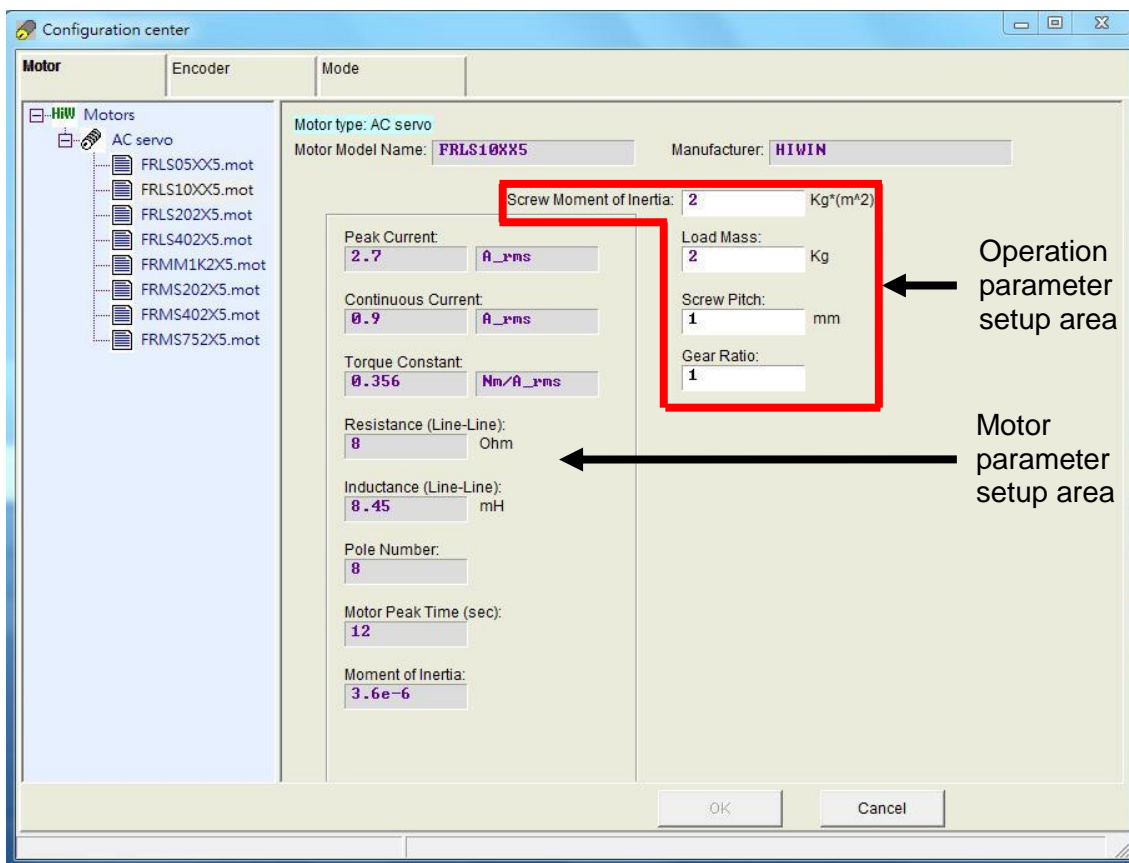 Configuration center
Motor
Encoder
Mode
HiW Motors
AC servo
FRLS05XX5.mot
FRLS10XX5.mot
FRLS202X5.mot
FRLS402X5.mot
FRMM1K2X5.mot
FRMS202X5.mot
FRMS402X5.mot
FRMS752X5.mot
Motor type: AC servo
Motor Model Name: FRLS10XX5 Manufacturer: HIWIN
Screw Moment of Inertia: 2 Kg*(m^2)
Peak Current:
2.7 A_rms
Continuous Current:
0.9 A_rms
Torque Constant:
0.356 Nm/A_rms
Resistance (Line-Line):
8 Ohm
Inductance (Line-Line):
8.45 mH
Pole Number:
8
Motor Peak Time (sec):
12
Moment of Inertia:
3.6e-6
Load Mass:
2 Kg
Screw Pitch:
1 mm
Gear Ratio:
1
Operation
parameter
setup area
Motor
parameter
setup area
OK
Cancel